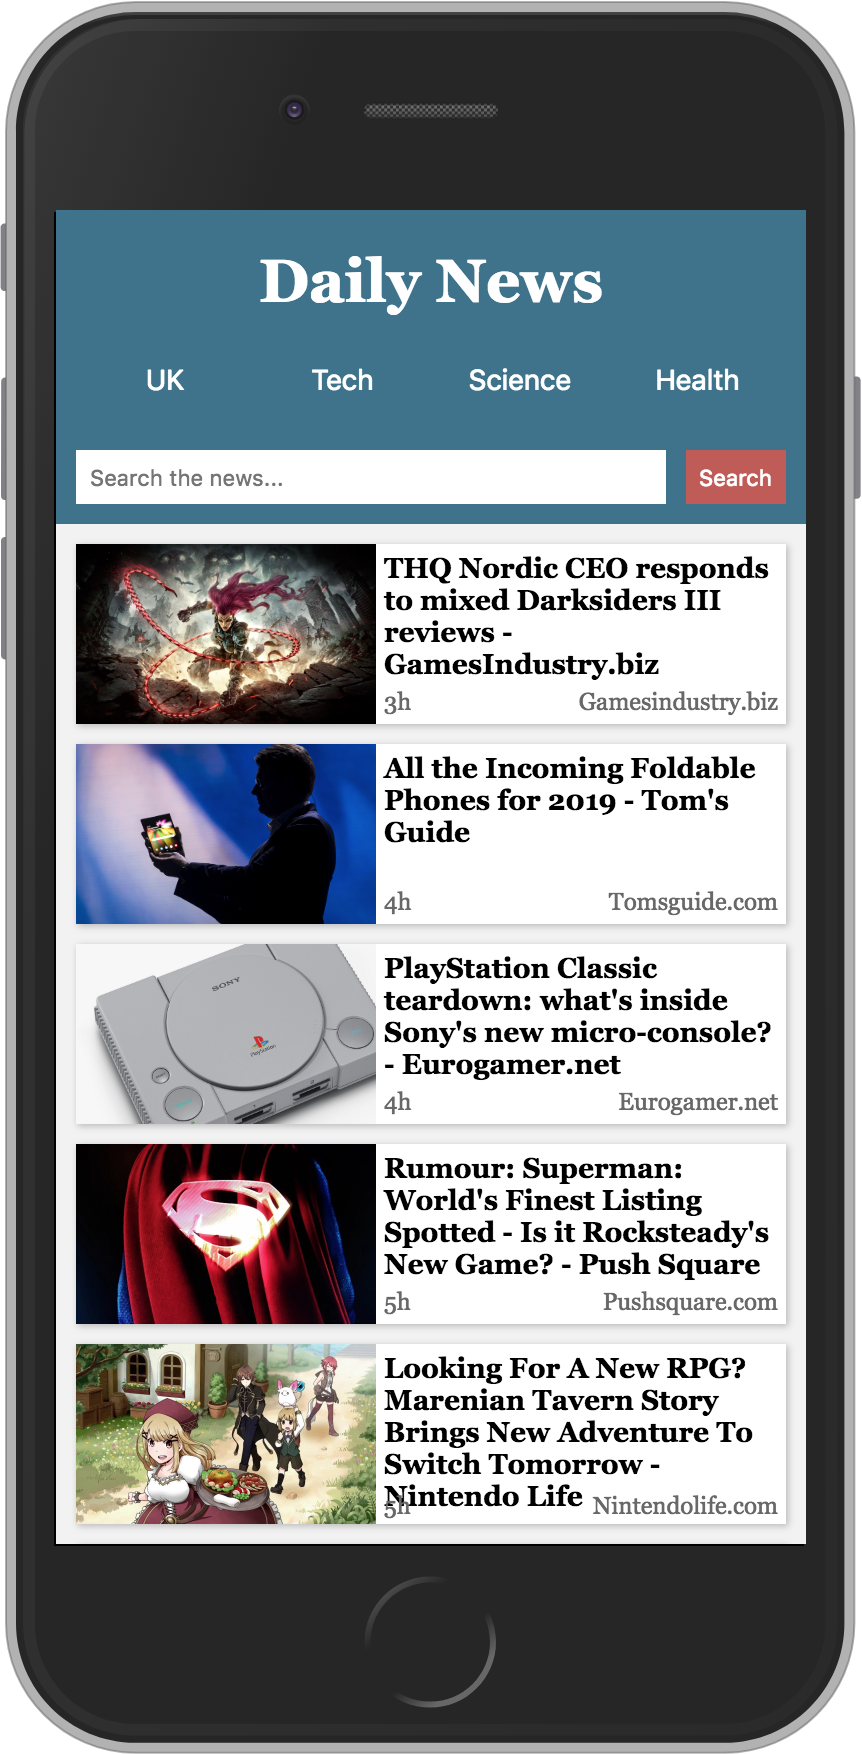 Daily News
UK Tech Science Health
Search the news... Search
THQ Nordic CEO responds
to mixed Darksiders III
reviews -
GamesIndustry.biz
3h Gamesindustry.biz
All the Incoming Foldable
Phones for 2019 - Tom's
Guide
4h Tomsguide.com
SONY
PlayStation
PlayStation Classic
teardown: what's inside
Sony's new micro-console?
- Eurogamer.net
4h Eurogamer.net
Rumour: Superman:
World's Finest Listing
Spotted - Is it Rocksteady's
New Game? - Push Square
5h Pushsquare.com
Looking For A New RPG?
Marenian Tavern Story
Brings New Adventure To
Switch Tomorrow -
Nintendo Life
5h Nintendolife.com